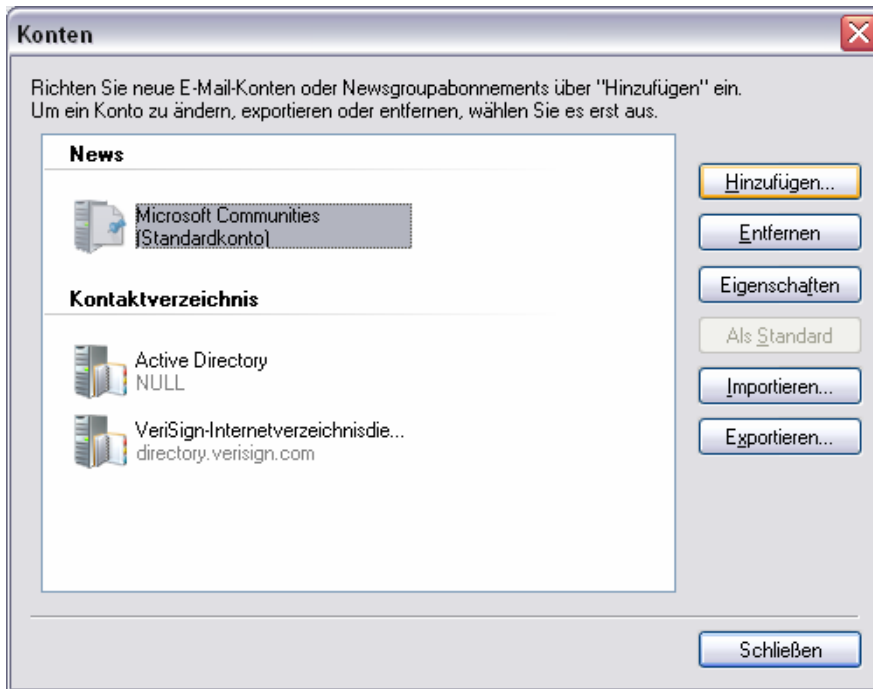 Konten
Richten Sie neue E-Mail-Konten oder Newsgroupabonnements über "Hinzufügen" ein.
Um ein Konto zu ändern, exportieren oder entfernen, wählen Sie es erst aus.
News
Microsoft Communities
(Standardkonto)
Kontaktverzeichnis
Active Directory
NULL
VeriSign-Internetverzeichnisdie...
directory.verisign.com
Hinzufügen...
Entfernen
Eigenschaften
Als Standard
Importieren...
Exportieren...
Schließen